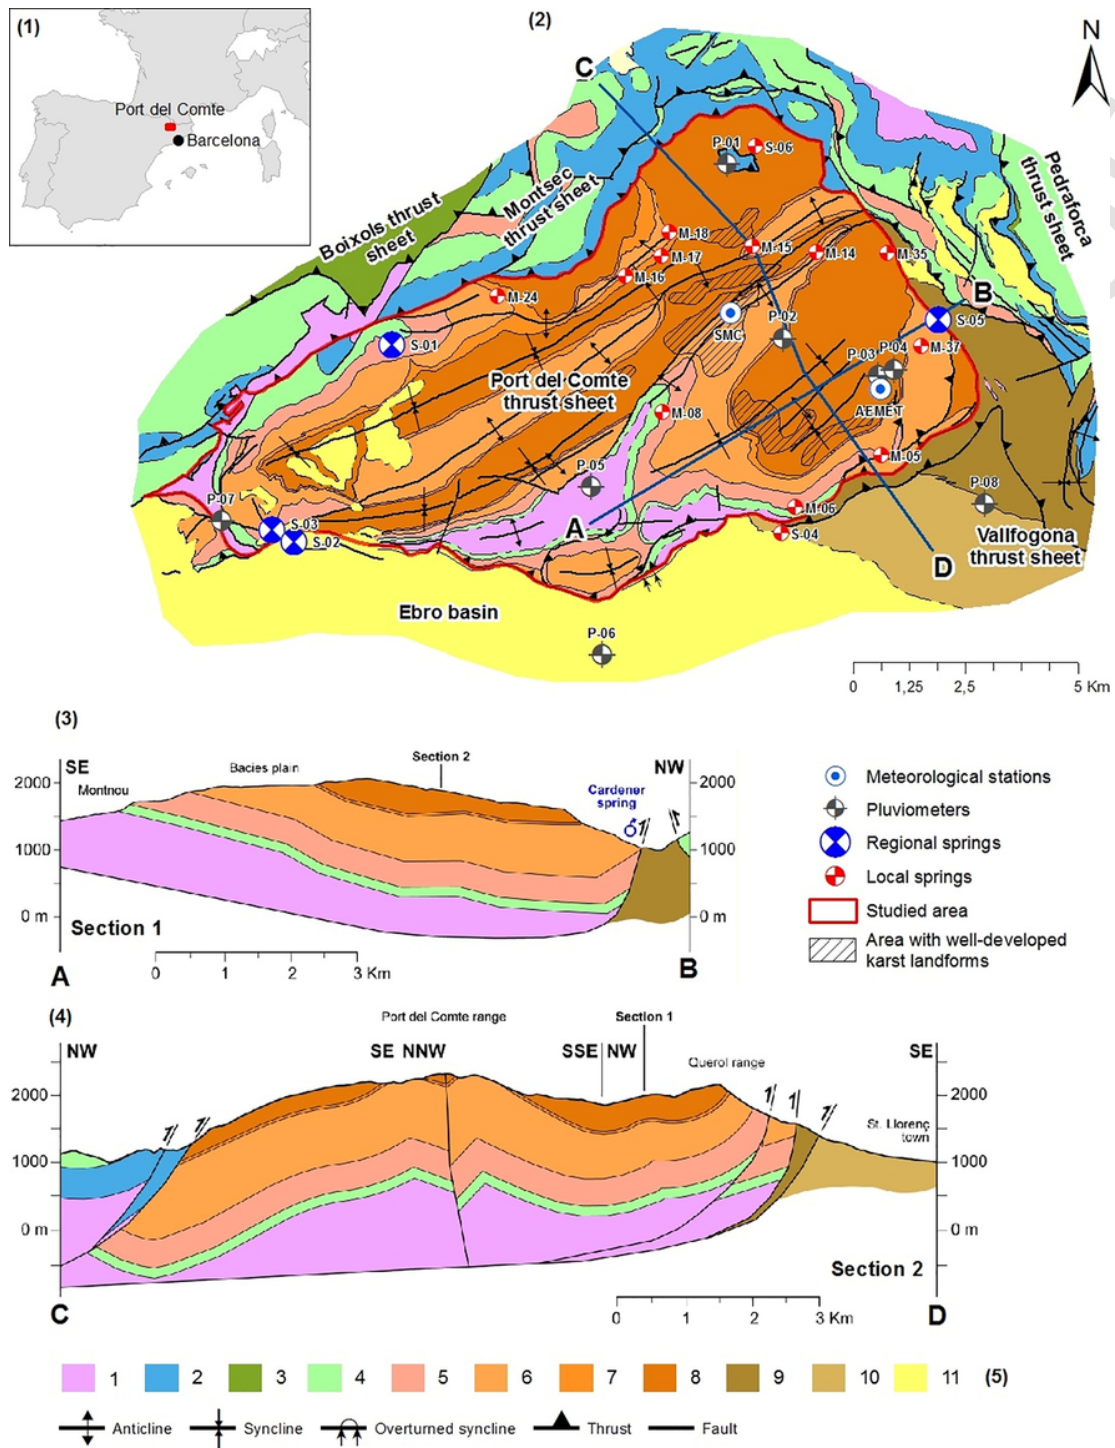 (1)
Port del Comte
Barcelona
(2)
N
C
P-01
S-06
Boixols thrust
sheet
Montsec
thrust sheet
Pedraforca
thrust sheet
M-18
M-17
M-16
M-15
M-14
M-35
M-24
B
S-05
S-01
SMC
P-02
M-37
P-03
P-04
AEMET
Port del Comte
thrust sheet
M-08
M-05
P-05
A
P-07
S-03
S-02
M-06
S-04
P-08
Vallfogona
thrust sheet
D
Ebro basin
P-06
0 1,25 2,5 5 Km
(3)
SE
Montnou
Bacies plain
Section 2
NW
Cardener
spring
2000
1000
0 m
2000
1000
0 m
Section 1
A
0 1 2 3 Km
B
Meteorological stations
Pluviometers
Regional springs
Local springs
Studied area
Area with well-developed
karst landforms
(4)
Port del Comte range
Section 1
NW
SE NNW
SSE NW
Querol range
SE
St. Llorenç
town
2000
1000
0 m
2000
1000
0 m
Section 2
C
0 1 2 3 Km
D
1 2 3 4 5 6 7 8 9 10 11 (5)
Anticline Syncline Overturned syncline Thrust Fault